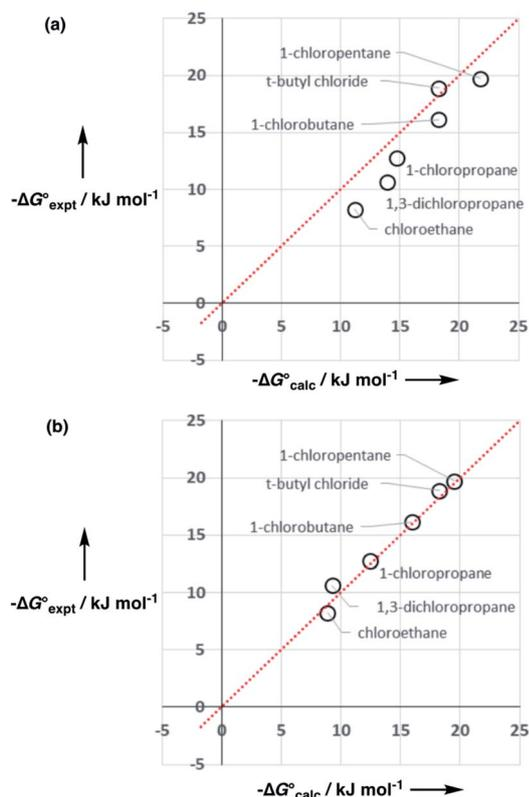 (a)
25
1-chloropentane
20
t-butyl chloride
15
1-chlorobutane
1-chloropropane
10
-ΔG°expt / kJ mol-1
1,3-dichloropropane
chloroethane
5
0
-5 0 5 10 15 20 25
-5
-ΔG°calc / kJ mol-1
(b)
25
1-chloropentane
20
t-butyl chloride
1-chlorobutane
15
1-chloropropane
10
-ΔG°expt / kJ mol-1
1,3-dichloropropane
chloroethane
5
0
-5 0 5 10 15 20 25
-5
-ΔG°calc / kJ mol-1